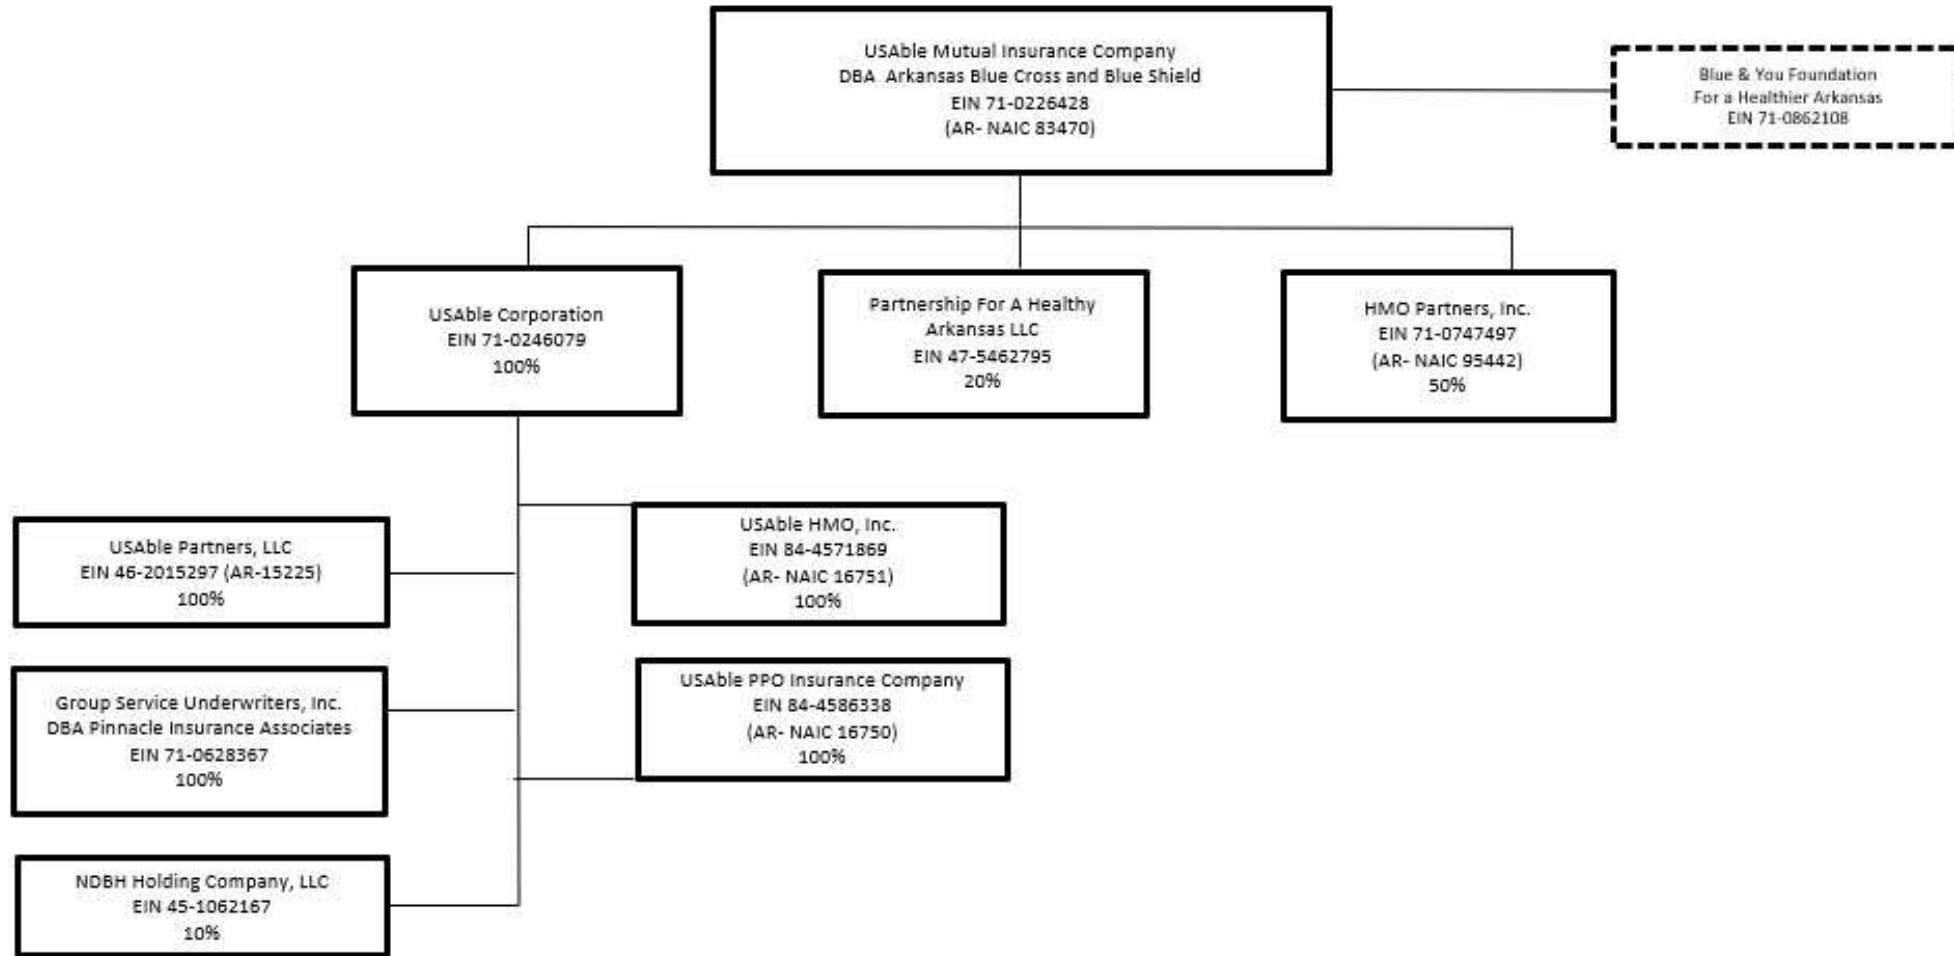 USAble Mutual Insurance Company
DBA Arkansas Blue Cross and Blue Shield
EIN 71-0226428
(AR- NAIC 83470)
Blue & You Foundation
For a Healthier Arkansas
EIN 71-0862108
USAble Corporation
EIN 71-0246079
100%
Partnership For A Healthy
Arkansas LLC
EIN 47-5462795
20%
HMO Partners, Inc.
EIN 71-0747497
(AR- NAIC 95442)
50%
USAble Partners, LLC
EIN 46-2015297 (AR-15225)
100%
USAble HMO, Inc.
EIN 84-4571869
(AR- NAIC 16751)
100%
Group Service Underwriters, Inc.
DBA Pinnacle Insurance Associates
EIN 71-0628367
100%
USAble PPO Insurance Company
EIN 84-4586338
(AR- NAIC 16750)
100%
NDBH Holding Company, LLC
EIN 45-1062167
10%